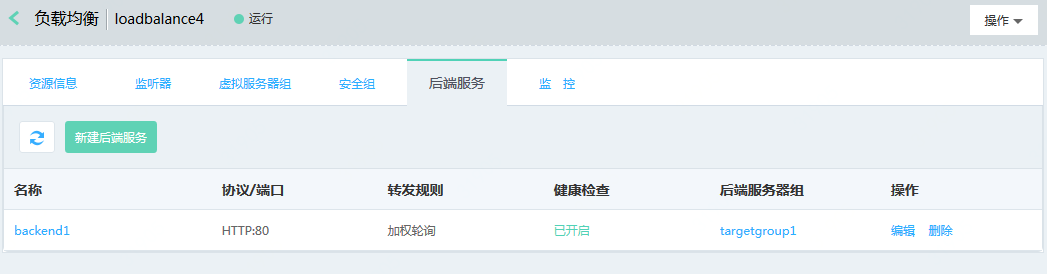 负载均衡 loadbalance4 运行 操作
资源信息 监听器 虚拟服务器组 安全组 后端服务 监 控
新建后端服务
名称 协议/端口 转发规则 健康检查 后端服务器组 操作
backend1 HTTP:80 加权轮询 已开启 targetgroup1 编辑 删除